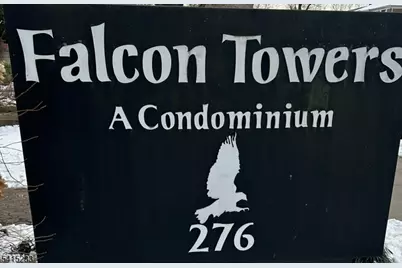 Falcon Towers
A Condominium
276